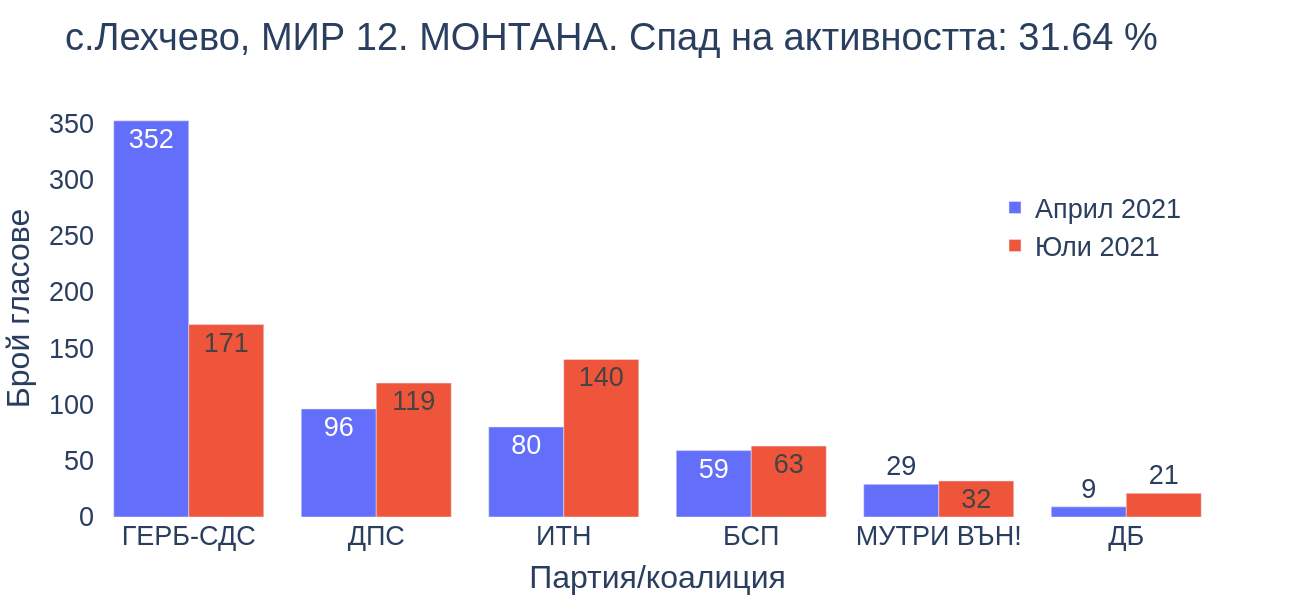 с.Лехчево, МИР 12. МОНТАНА. Спад на активността: 31.64 %
Брой гласове
350
300
250
200
150
100
50
0
352
171
96
119
80
140
59
63
29
32
9
21
Април 2021
Юли 2021
ГЕРБ-СДС
ДПС
ИТН
БСП
МУТРИ ВЪН!
ДБ
Партия/коалиция